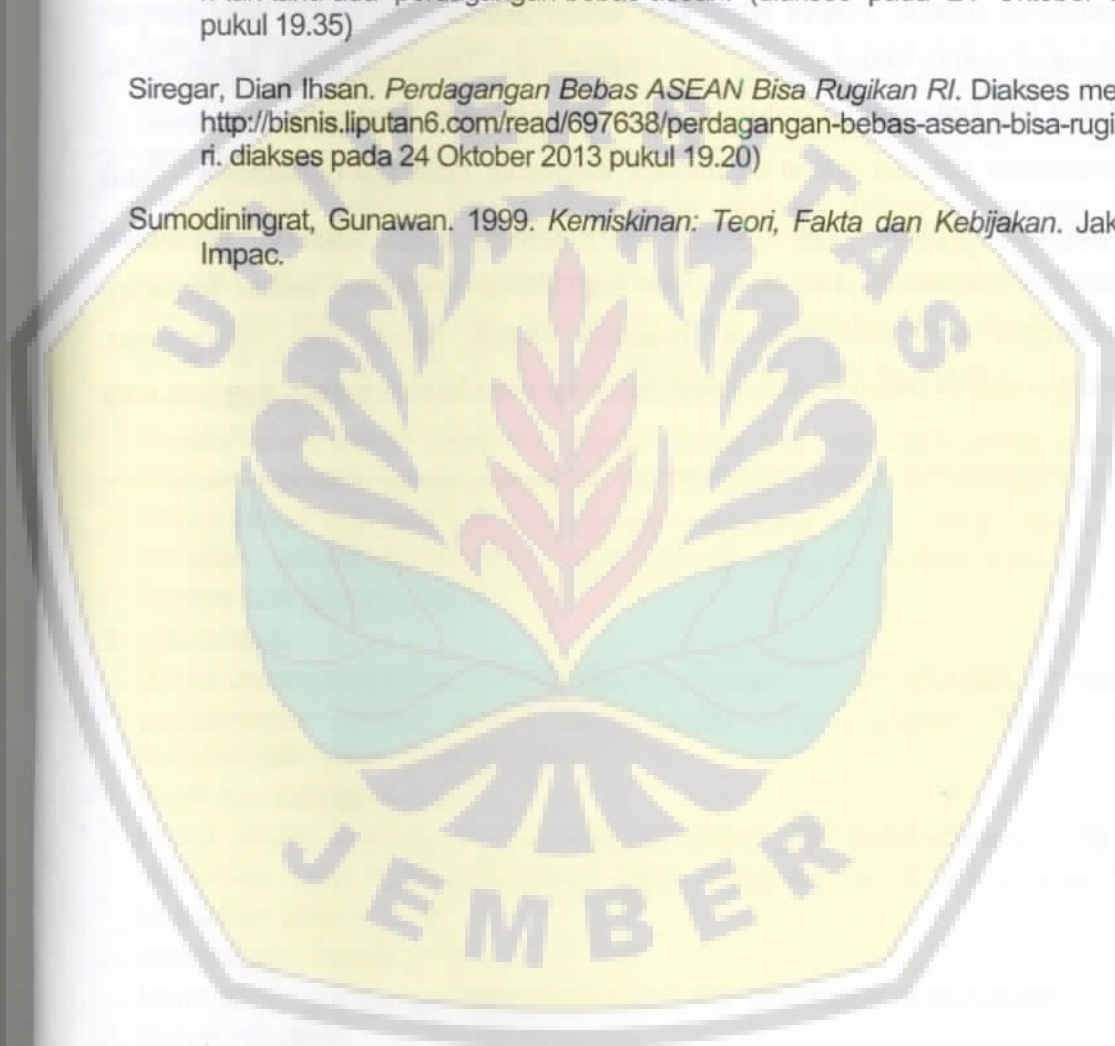 pukul 19.35)
Siregar, Dian Ihsan. Perdagangan Bebas ASEAN Bisa Rugikan RI. Diakses me
http://bisnis.liputan6.com/read/697638/perdagangan-bebas-asean-bisa-rugi
ri. diakses pada 24 Oktober 2013 pukul 19.20)
Sumodiningrat, Gunawan. 1999. Kemiskinan: Teori, Fakta dan Kebijakan. Jak
Impac.
UNIVERSITAS
JEMBER